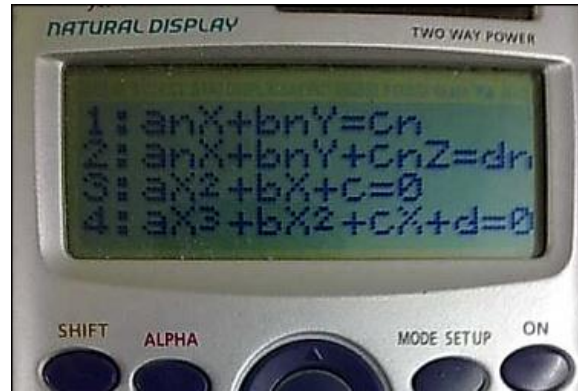 NATURAL DISPLAY
TWO WAY POWER
1:anX+bnY=Cn
2:anX+bnY+CnZ=dn
3:aX²+bX+c=0
4:aX³+bX²+cX+d=0
SHIFT
ALPHA
MODE SETUP
ON